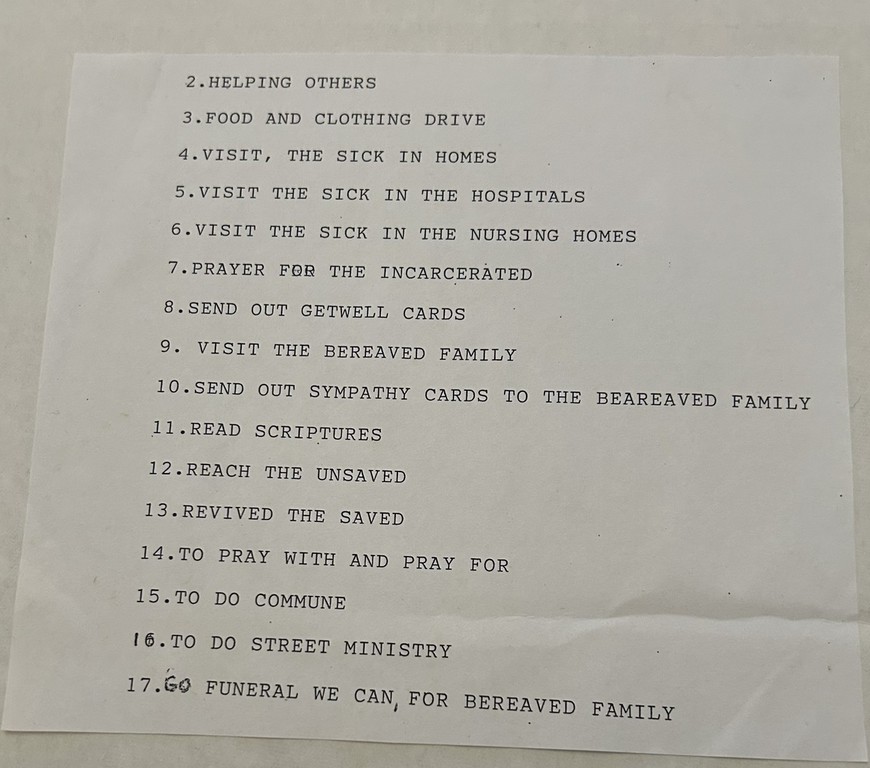 2.HELPING OTHERS
3.FOOD AND CLOTHING DRIVE
4.VISIT, THE SICK IN HOMES
5.VISIT THE SICK IN THE HOSPITALS
6.VISIT THE SICK IN THE NURSING HOMES
7.PRAYER FOR THE INCARCERATED
8.SEND OUT GETWELL CARDS
9. VISIT THE BEREAVED FAMILY
10.SEND OUT SYMPATHY CARDS TO THE BEAREAVED FAMILY
11.READ SCRIPTURES
12.REACH THE UNSAVED
13.REVIVED THE SAVED
14.TO PRAY WITH AND PRAY FOR
15.TO DO COMMUNE
16.TO DO STREET MINISTRY
17.GO FUNERAL WE CAN, FOR BEREAVED FAMILY